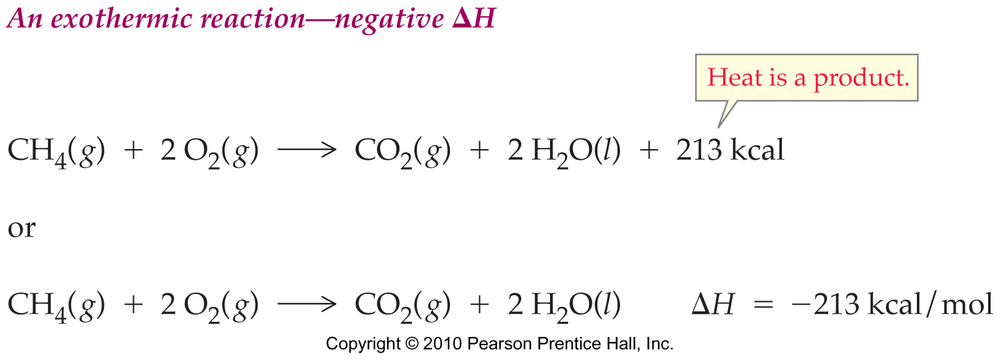 An exothermic reaction—negative ΔH
Heat is a product.
CH₄(g) + 2 O₂(g) ⟶ CO₂(g) + 2 H₂O(l) + 213 kcal
or
CH₄(g) + 2 O₂(g) ⟶ CO₂(g) + 2 H₂O(l) ΔH = −213 kcal/mol
Copyright © 2010 Pearson Prentice Hall, Inc.